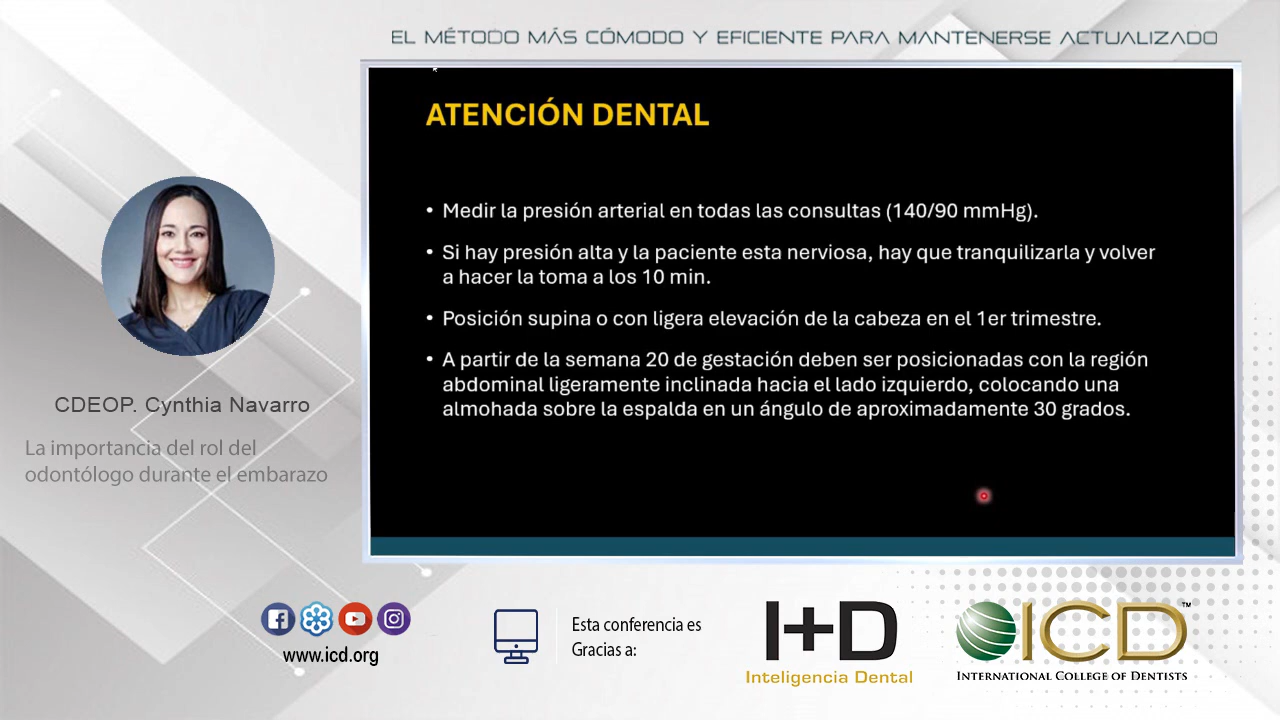 EL MÉTODO MÁS CÓMODO Y EFICIENTE PARA MANTENERSE ACTUALIZADO
ATENCIÓN DENTAL
• Medir la presión arterial en todas las consultas (140/90 mmHg).
• Si hay presión alta y la paciente esta nerviosa, hay que tranquilizarla y volver
a hacer la toma a los 10 min.
• Posición supina o con ligera elevación de la cabeza en el 1er trimestre.
• A partir de la semana 20 de gestación deben ser posicionadas con la región
abdominal ligeramente inclinada hacia el lado izquierdo, colocando una
almohada sobre la espalda en un ángulo de aproximadamente 30 grados.
CDEOP. Cynthia Navarro
La importancia del rol del
odontólogo durante el embarazo
www.icd.org
Esta conferencia es
Gracias a:
I+D
Inteligencia Dental
ICD™
INTERNATIONAL COLLEGE OF DENTISTS